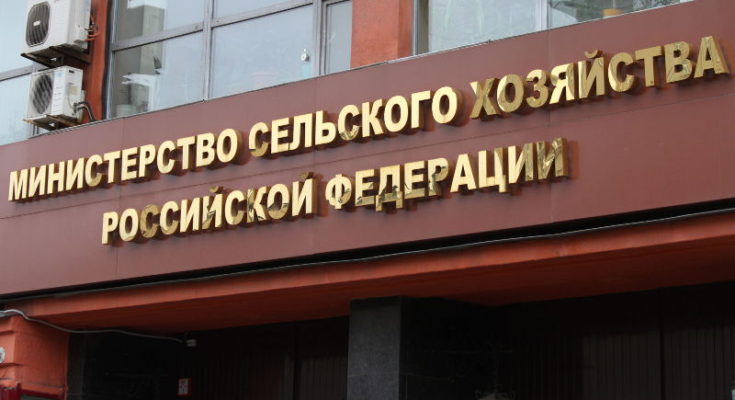 МИНИСТЕРСТВО СЕЛЬСКОГО ХОЗЯЙСТВА
РОССИЙСКОЙ ФЕДЕРАЦИИ